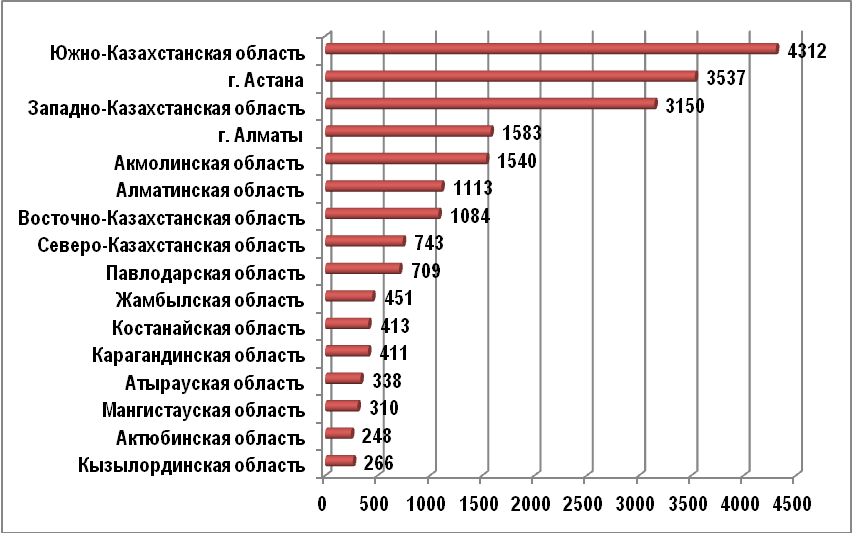 Южно-Казахстанская область 4312
г. Астана 3537
Западно-Казахстанская область 3150
г. Алматы 1583
Акмолинская область 1540
Алматинская область 1113
Восточно-Казахстанская область 1084
Северо-Казахстанская область 743
Павлодарская область 709
Жамбылская область 451
Костанайская область 413
Карагандинская область 411
Атырауская область 338
Мангистауская область 310
Актюбинская область 248
Кызылординская область 266
0 500 1000 1500 2000 2500 3000 3500 4000 4500